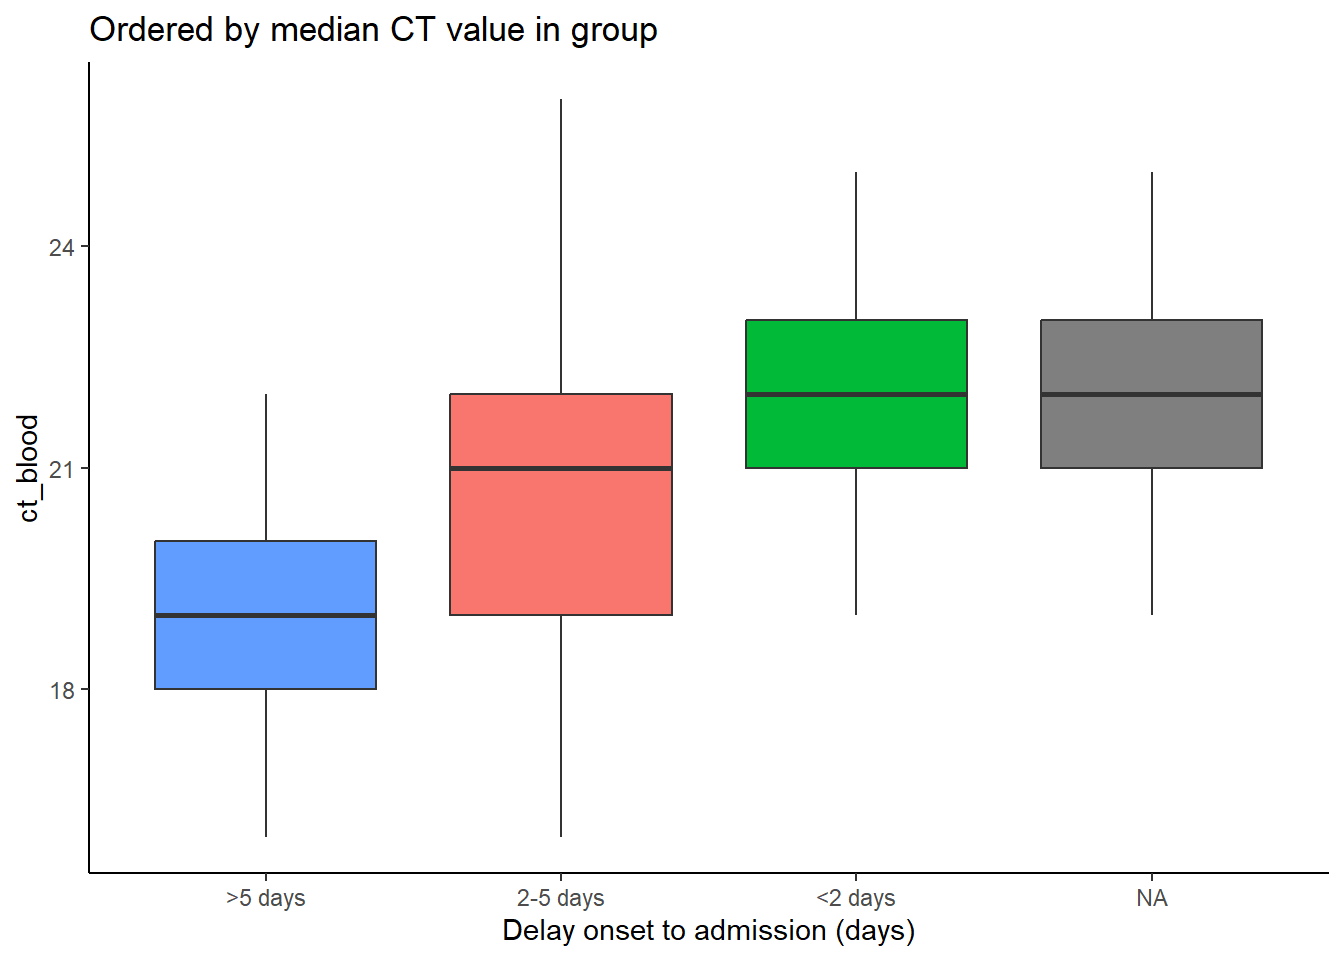 Ordered by median CT value in group
ct_blood
24
21
18
>5 days
2-5 days
<2 days
NA
Delay onset to admission (days)